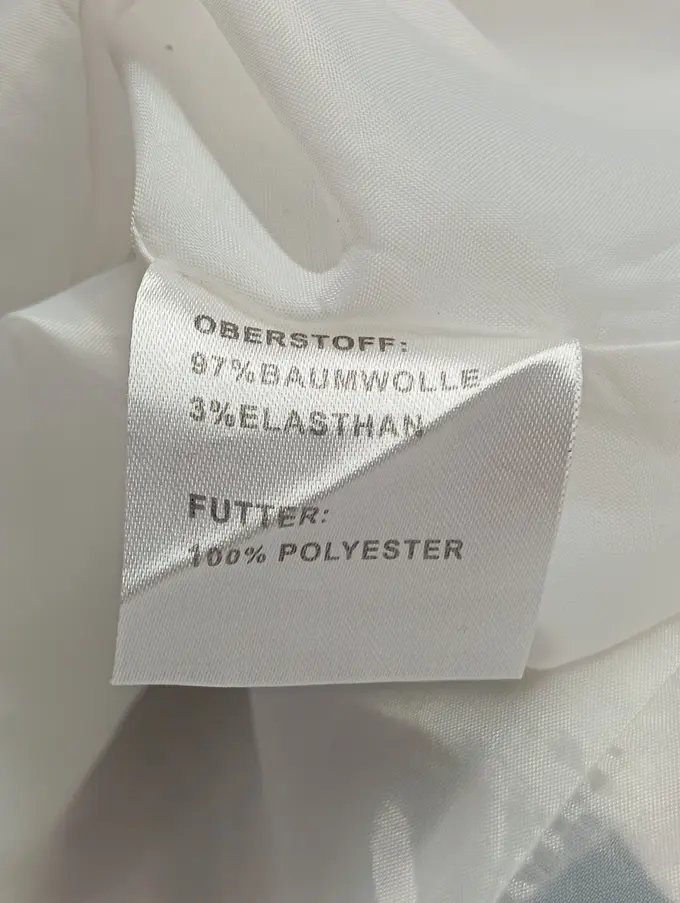 OBERSTOFF:
97%BAUMWOLLE
3%ELASTHAN
FUTTER:
100% POLYESTER